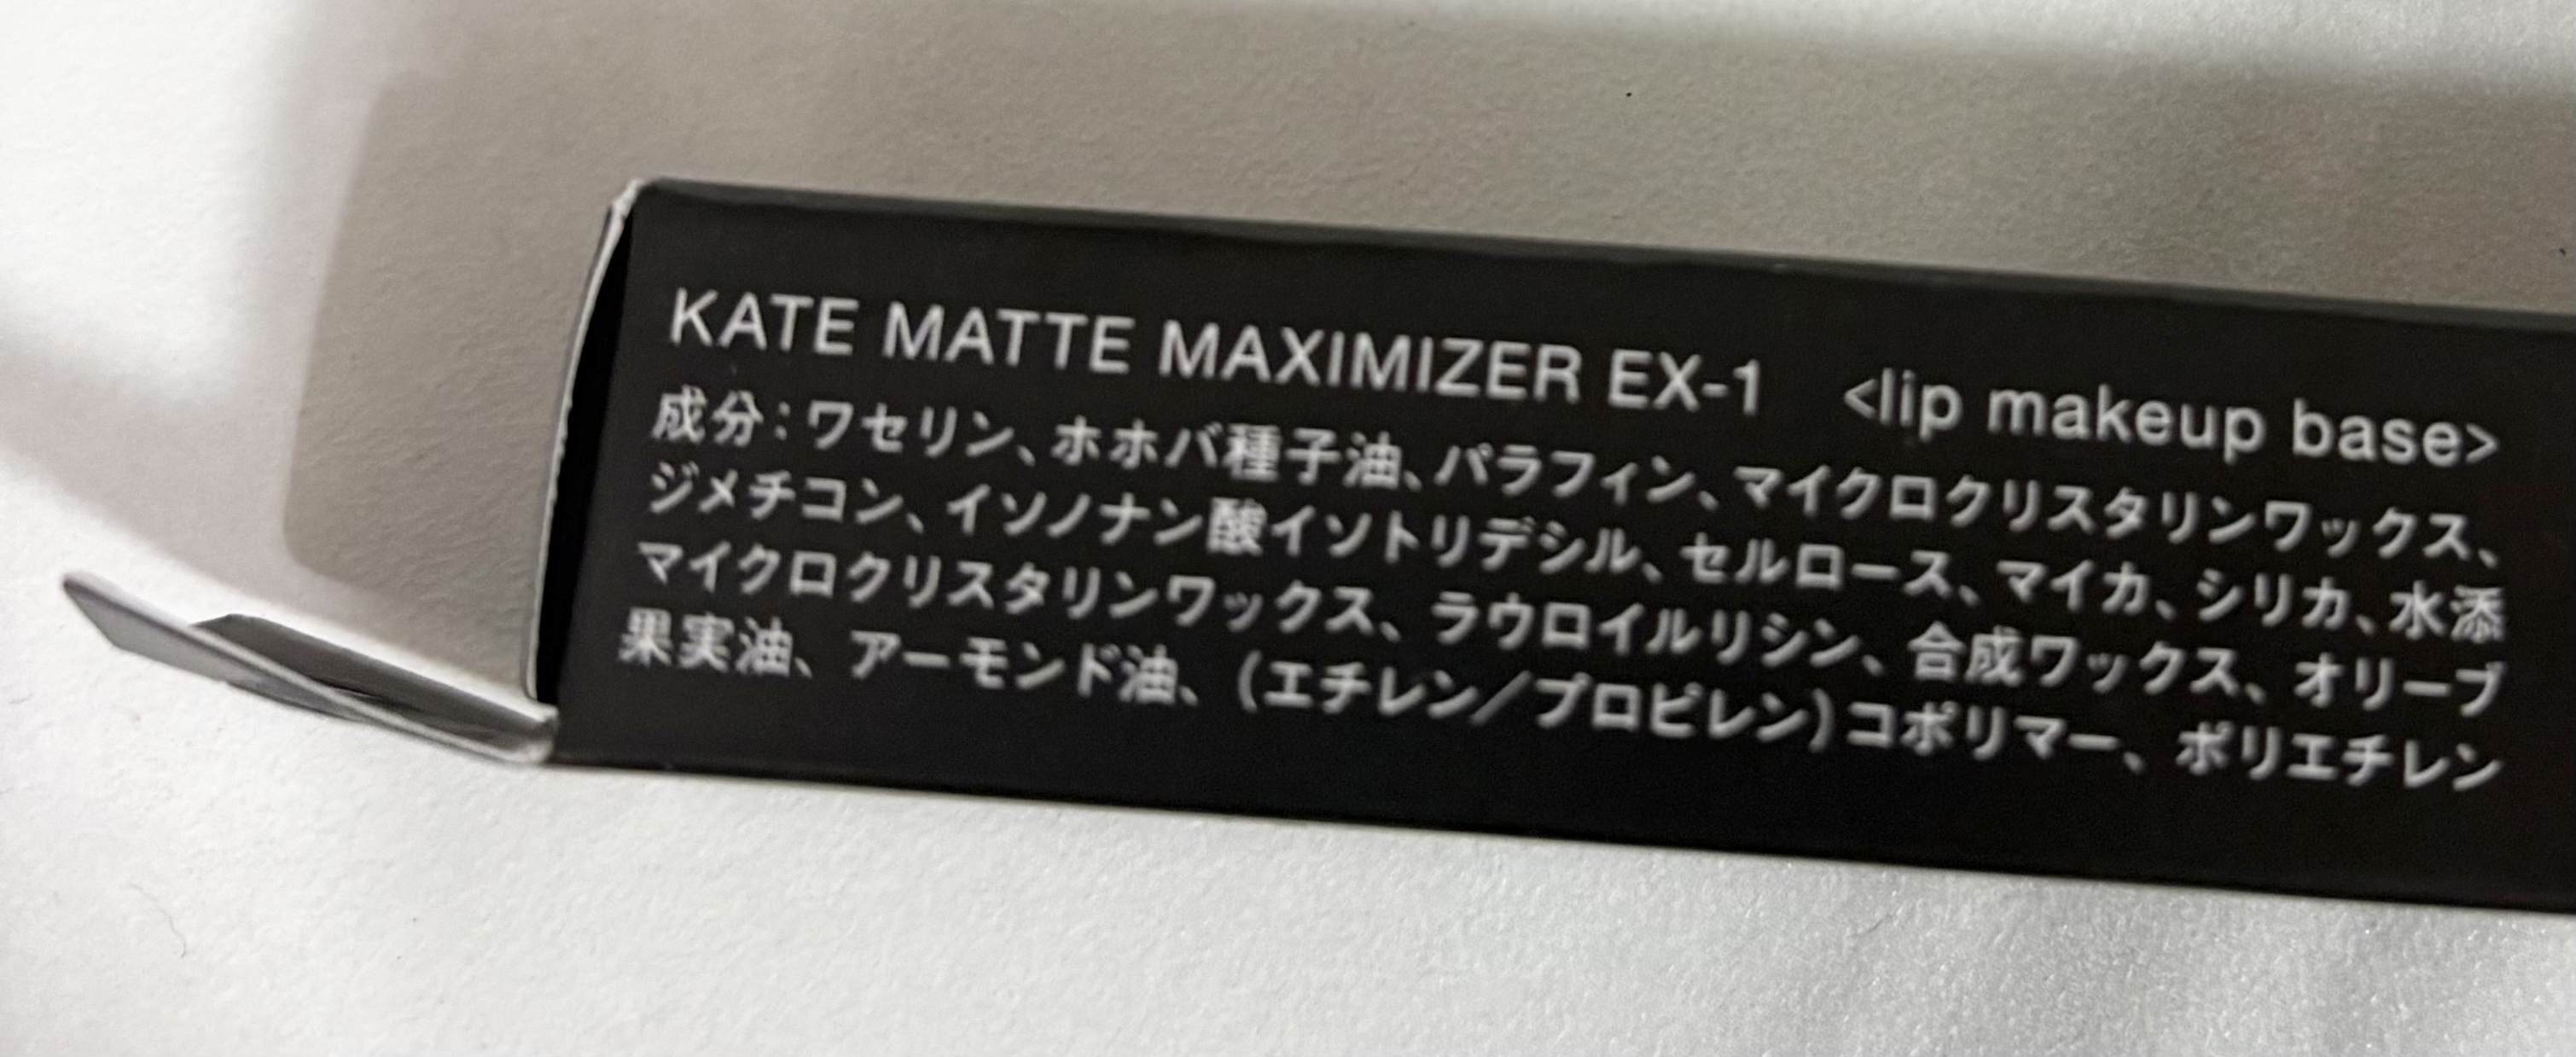 KATE MATTE MAXIMIZER EX-1 <lip makeup base>
成分：ワセリン、ホホバ種子油、パラフィン、マイクロクリスタリンワックス、
ジメチコン、イソノナン酸イソトリデシル、セルロース、マイカ、シリカ、水添
マイクロクリスタリンワックス、ラウロイルリシン、合成ワックス、オリーブ
果実油、アーモンド油、（エチレン／プロピレン）コポリマー、ポリエチレン